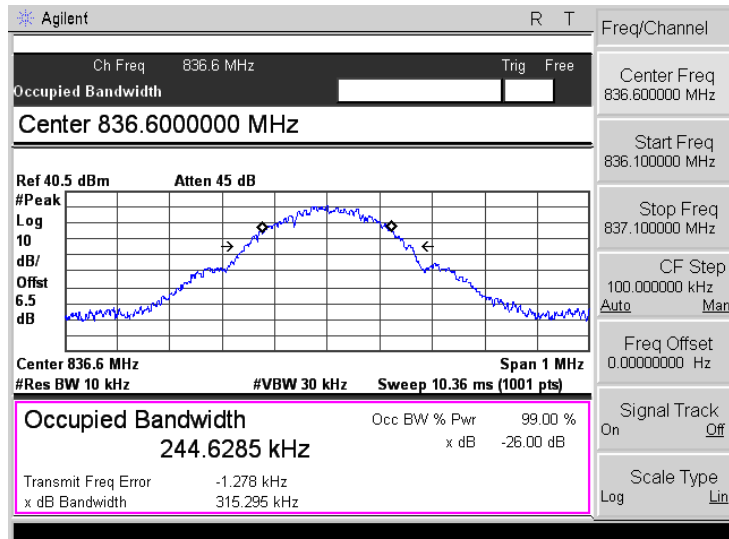 Agilent R T
Ch Freq 836.6 MHz Trig Free
Occupied Bandwidth
Center 836.6000000 MHz
Ref 40.5 dBm Atten 45 dB
#Peak
Log
10
dB/
Offst
6.5
dB
Center 836.6 MHz Span 1 MHz
#Res BW 10 kHz #VBW 30 kHz Sweep 10.36 ms (1001 pts)
Occupied Bandwidth Occ BW % Pwr 99.00 %
244.6285 kHz x dB -26.00 dB
Transmit Freq Error -1.278 kHz
x dB Bandwidth 315.295 kHz
Freq/Channel
Center Freq
836.600000 MHz
Start Freq
836.100000 MHz
Stop Freq
837.100000 MHz
CF Step
100.000000 kHz
Auto Man
Freq Offset
0.00000000 Hz
Signal Track
On Off
Scale Type
Log Lin